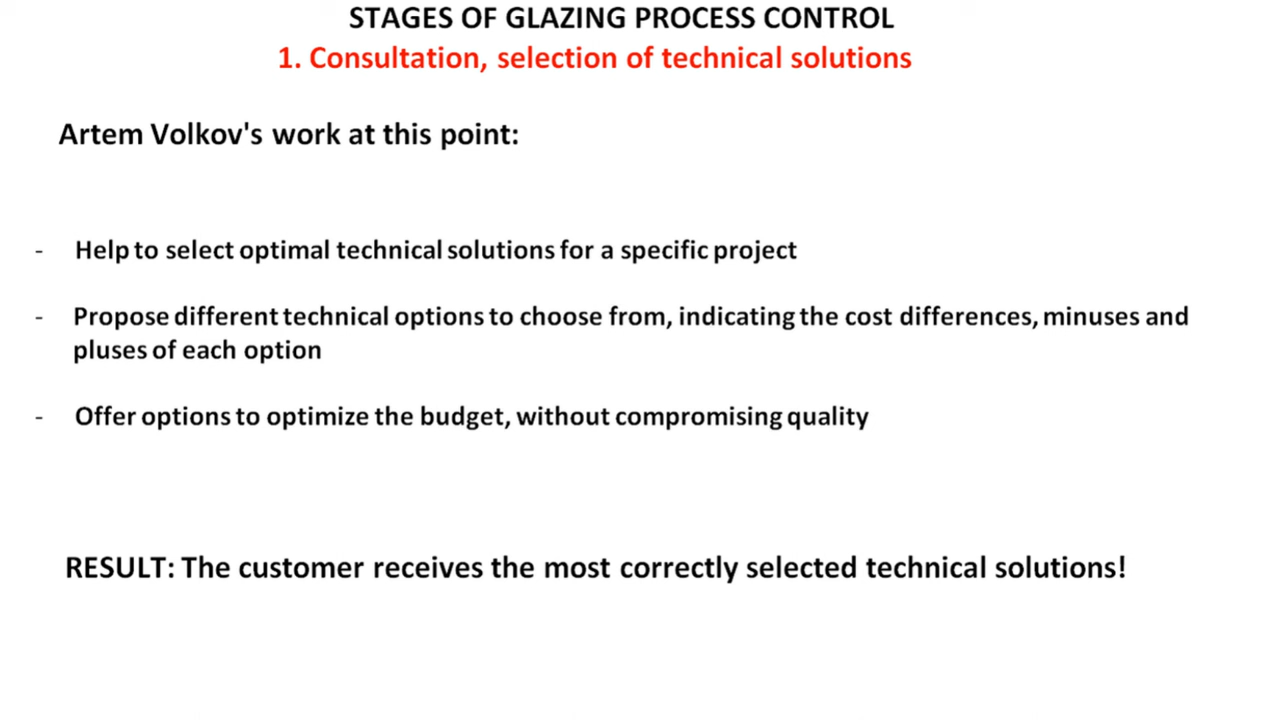 STAGES OF GLAZING PROCESS CONTROL
1. Consultation, selection of technical solutions
Artem Volkov's work at this point:
- Help to select optimal technical solutions for a specific project
- Propose different technical options to choose from, indicating the cost differences, minuses and
pluses of each option
- Offer options to optimize the budget, without compromising quality
RESULT: The customer receives the most correctly selected technical solutions!